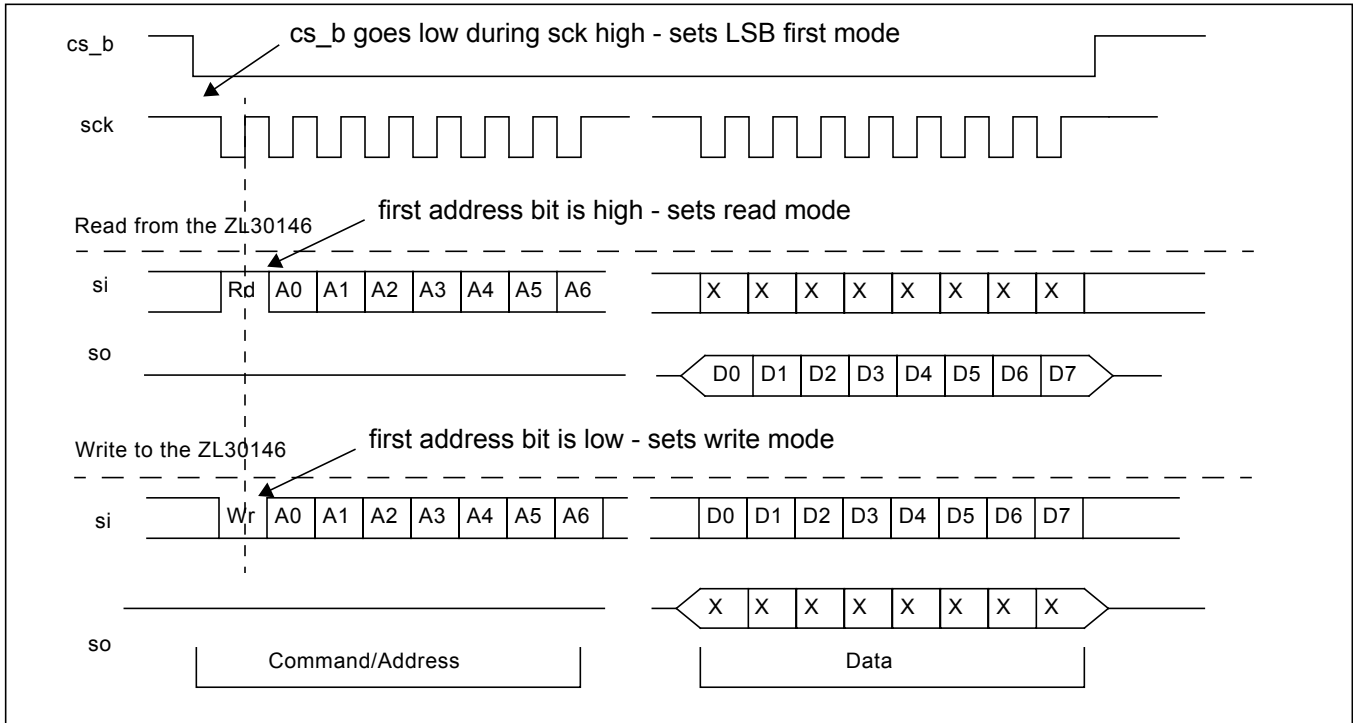 cs_b goes low during sck high - sets LSB first mode
cs_b
sck
first address bit is high - sets read mode
Read from the ZL30146
si Rd A0 A1 A2 A3 A4 A5 A6 X X X X X X X X
so
D0 D1 D2 D3 D4 D5 D6 D7
first address bit is low - sets write mode
Write to the ZL30146
si Wr A0 A1 A2 A3 A4 A5 A6 D0 D1 D2 D3 D4 D5 D6 D7
X X X X X X X X
so
Command/Address Data